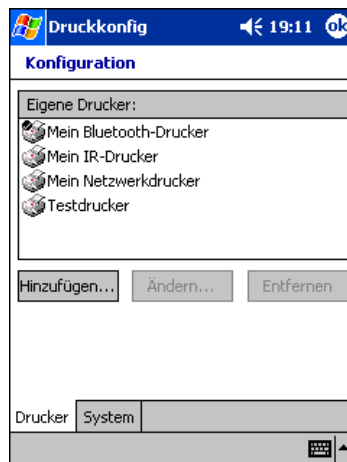 Druckkonfig 19:11 ok
Konfiguration
Eigene Drucker:
Mein Bluetooth-Drucker
Mein IR-Drucker
Mein Netzwerkdrucker
Testdrucker
Hinzufügen... Ändern... Entfernen
Drucker System